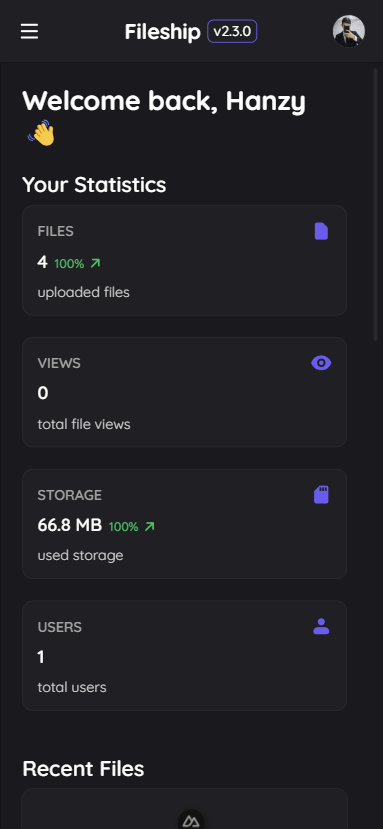 Fileship v2.3.0
Welcome back, Hanzy
👋
Your Statistics
FILES
4 100% ↗
uploaded files
VIEWS
0
total file views
STORAGE
66.8 MB 100% ↗
used storage
USERS
1
total users
Recent Files